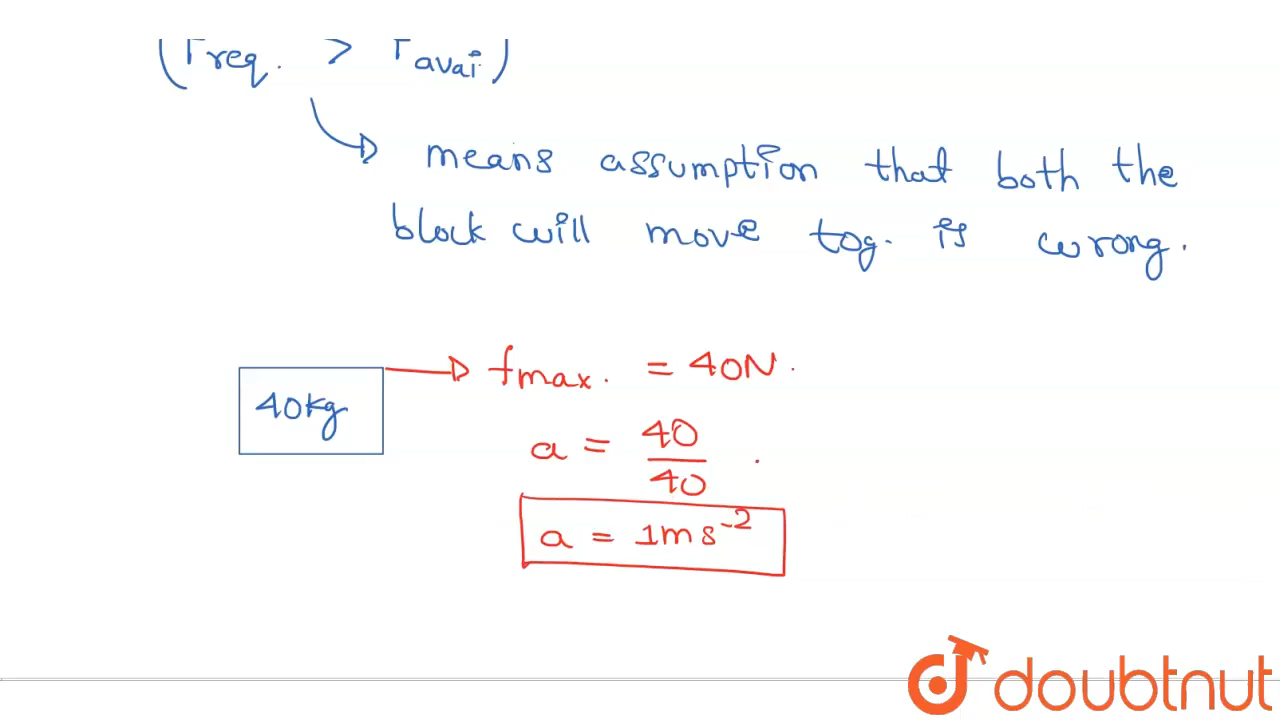 (Freq. > Favai)
means assumption that both the
block will move tog. is wrong.
40kg
fmax. = 40N.
a = 40/40
a = 1ms⁻²
doubtnut